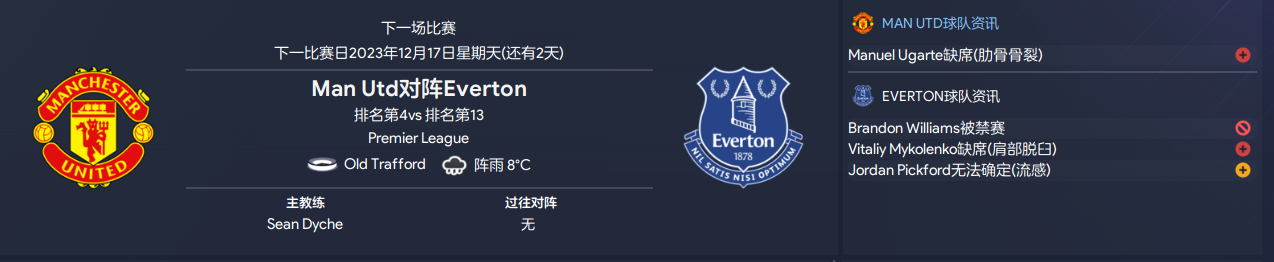 下一场比赛
下一比赛日2023年12月17日星期天(还有2天)
MANCHESTER
UNITED
Man Utd对阵Everton
排名第4vs 排名第13
Premier League
Old Trafford 阵雨 8°C
主教练 过往对阵
Sean Dyche 无
Everton
1878
NIL SATIS NISI OPTIMUM
MAN UTD球队资讯
Manuel Ugarte缺席(肋骨骨裂)
EVERTON球队资讯
Brandon Williams被禁赛
Vitaliy Mykolenko缺席(肩部脱臼)
Jordan Pickford无法确定(流感)